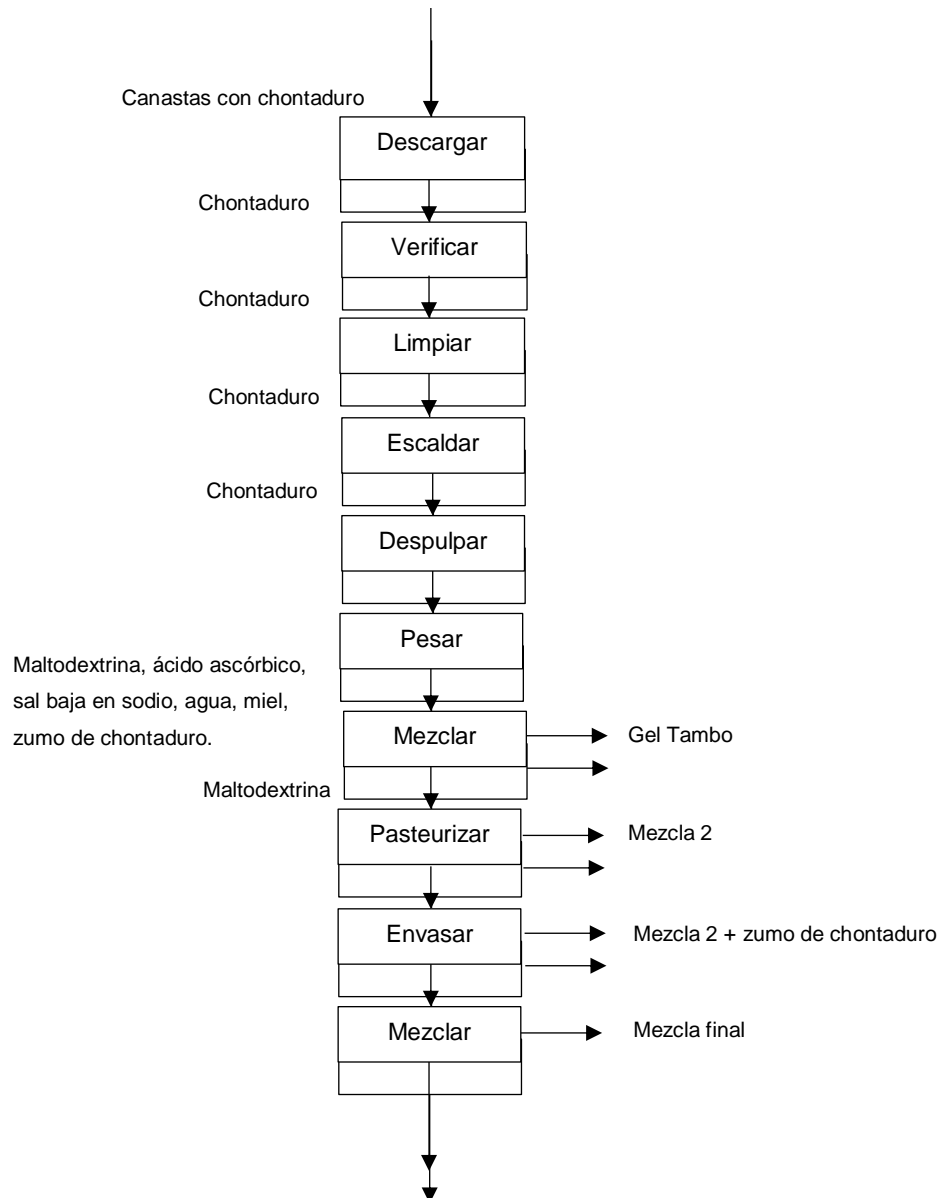 Canastas con chontaduro
Descargar
Chontaduro
Verificar
Chontaduro
Limpiar
Chontaduro
Escaldar
Chontaduro
Despulpar
Pesar
Maltodextrina, ácido ascórbico,
sal baja en sodio, agua, miel,
zumo de chontaduro.
Mezclar
Gel Tambo
Maltodextrina
Pasteurizar
Mezcla 2
Envasar
Mezcla 2 + zumo de chontaduro
Mezclar
Mezcla final